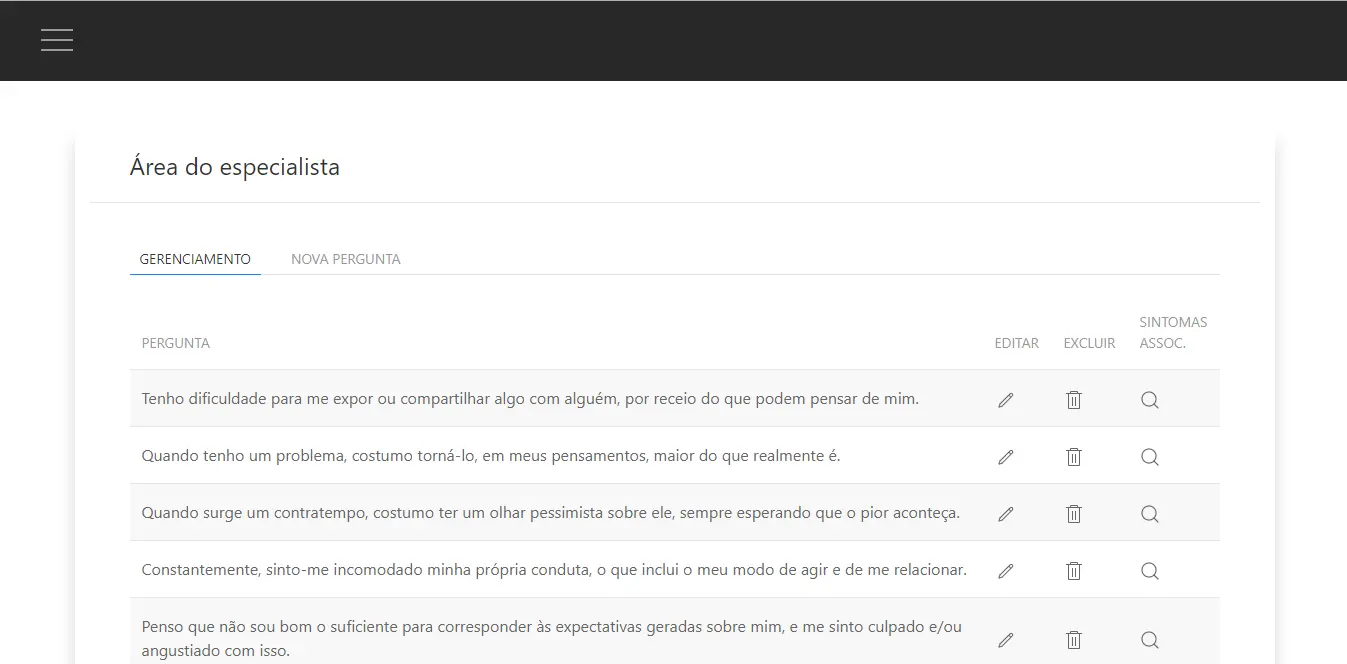 Área do especialista
GERENCIAMENTO NOVA PERGUNTA
PERGUNTA EDITAR EXCLUIR SINTOMAS ASSOC.
Tenho dificuldade para me expor ou compartilhar algo com alguém, por receio do que podem pensar de mim.
Quando tenho um problema, costumo torná-lo, em meus pensamentos, maior do que realmente é.
Quando surge um contratempo, costumo ter um olhar pessimista sobre ele, sempre esperando que o pior aconteça.
Constantemente, sinto-me incomodado minha própria conduta, o que inclui o meu modo de agir e de me relacionar.
Penso que não sou bom o suficiente para corresponder às expectativas geradas sobre mim, e me sinto culpado e/ou
angustiado com isso.